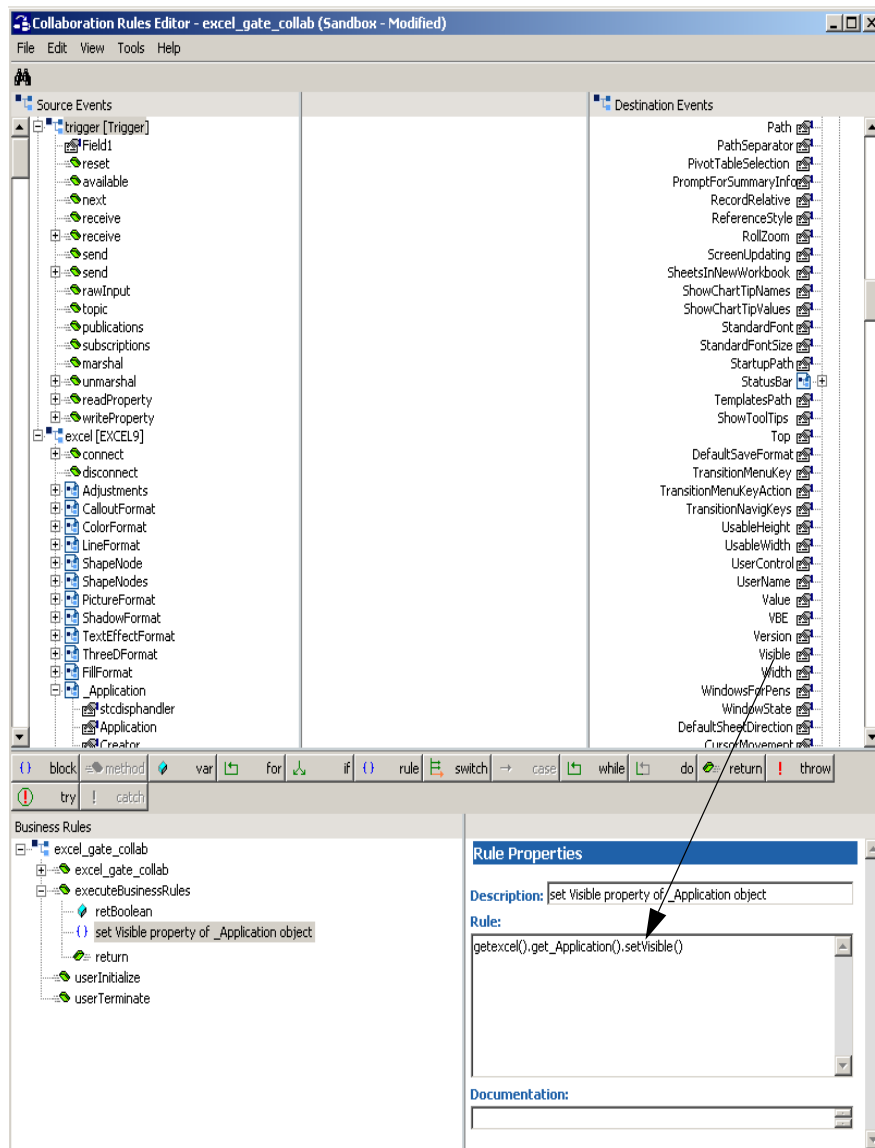 Collaboration Rules Editor - excel_gate_collab (Sandbox - Modified)
File Edit View Tools Help
Source Events
trigger [Trigger]
Field1
reset
available
next
receive
receive
send
send
rawInput
topic
publications
subscriptions
marshal
unmarshal
readProperty
writeProperty
excel [EXCEL9]
connect
disconnect
Adjustments
CalloutFormat
ColorFormat
LineFormat
ShapeNode
ShapeNodes
PictureFormat
ShadowFormat
TextEffectFormat
ThreeDFormat
FillFormat
_Application
stcdisphandler
Application
Creator
Destination Events
Path
PathSeparator
PivotTableSelection
PromptForSummaryInfo
RecordRelative
ReferenceStyle
RollZoom
ScreenUpdating
SheetsInNewWorkbook
ShowChartTipNames
ShowChartTipValues
StandardFont
StandardFontSize
StartupPath
StatusBar
TemplatesPath
ShowToolTips
Top
DefaultSaveFormat
TransitionMenuKey
TransitionMenuKeyAction
TransitionNavigKeys
UsableHeight
UsableWidth
UserControl
UserName
Value
VBE
Version
Visible
Width
WindowsForPens
WindowState
DefaultSheetDirection
CursorMovement
{} block method var for if {} rule switch case while do return ! throw
try ! catch
Business Rules
excel_gate_collab
excel_gate_collab
executeBusinessRules
retBoolean
{} set Visible property of _Application object
return
userInitialize
userTerminate
Rule Properties
Description: set Visible property of _Application object
Rule:
getexcel().get_Application().setVisible()
Documentation: